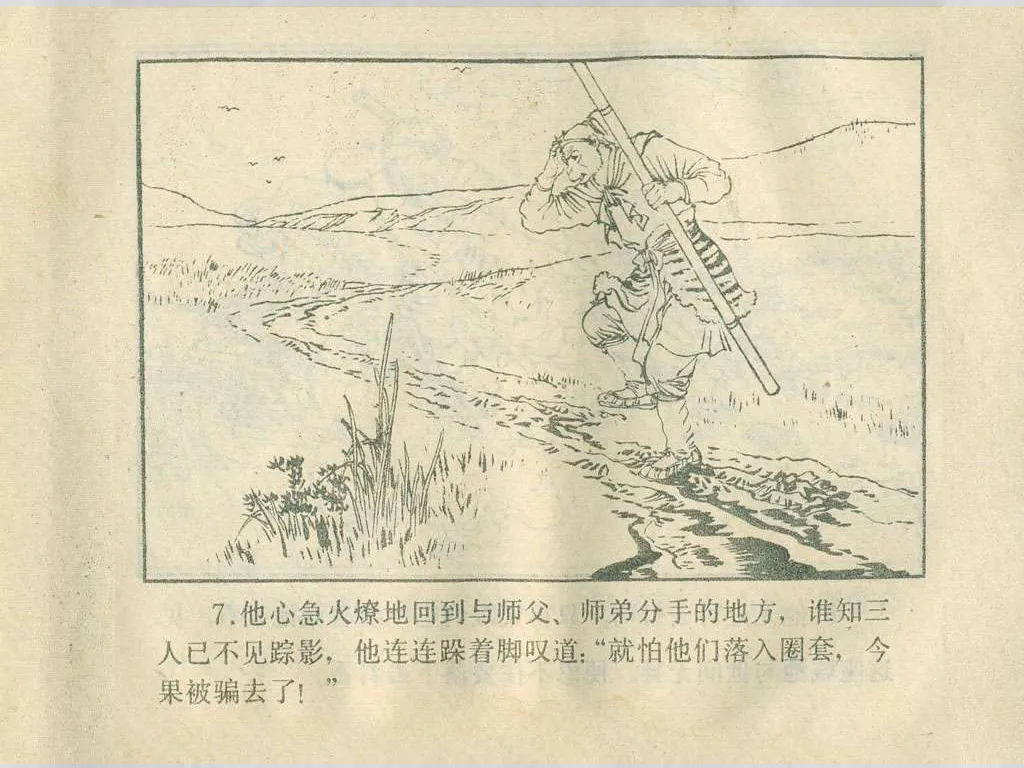 7.他心急火燎地回到与师父、师弟分手的地方，谁知三
人已不见踪影，他连连跺着脚叹道：“就怕他们落入圈套，今
果被骗去了！”